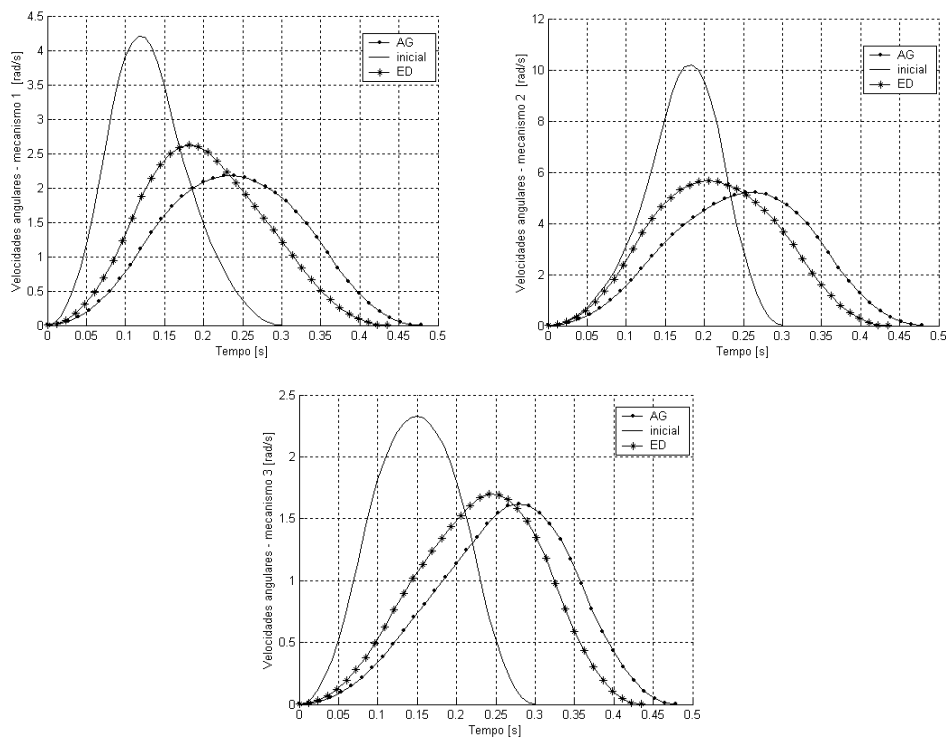 Velocidades angulares - mecanismo 1 [rad/s]
4.5
4
3.5
3
2.5
2
1.5
1
0.5
0
AG
inicial
ED
0 0.05 0.1 0.15 0.2 0.25 0.3 0.35 0.4 0.45 0.5
Tempo [s]
Velocidades angulares - mecanismo 2 [rad/s]
12
10
8
6
4
2
0
AG
inicial
ED
0 0.05 0.1 0.15 0.2 0.25 0.3 0.35 0.4 0.45 0.5
Tempo [s]
Velocidades angulares - mecanismo 3 [rad/s]
2.5
2
1.5
1
0.5
0
AG
inicial
ED
0 0.05 0.1 0.15 0.2 0.25 0.3 0.35 0.4 0.45 0.5
Tempo [s]